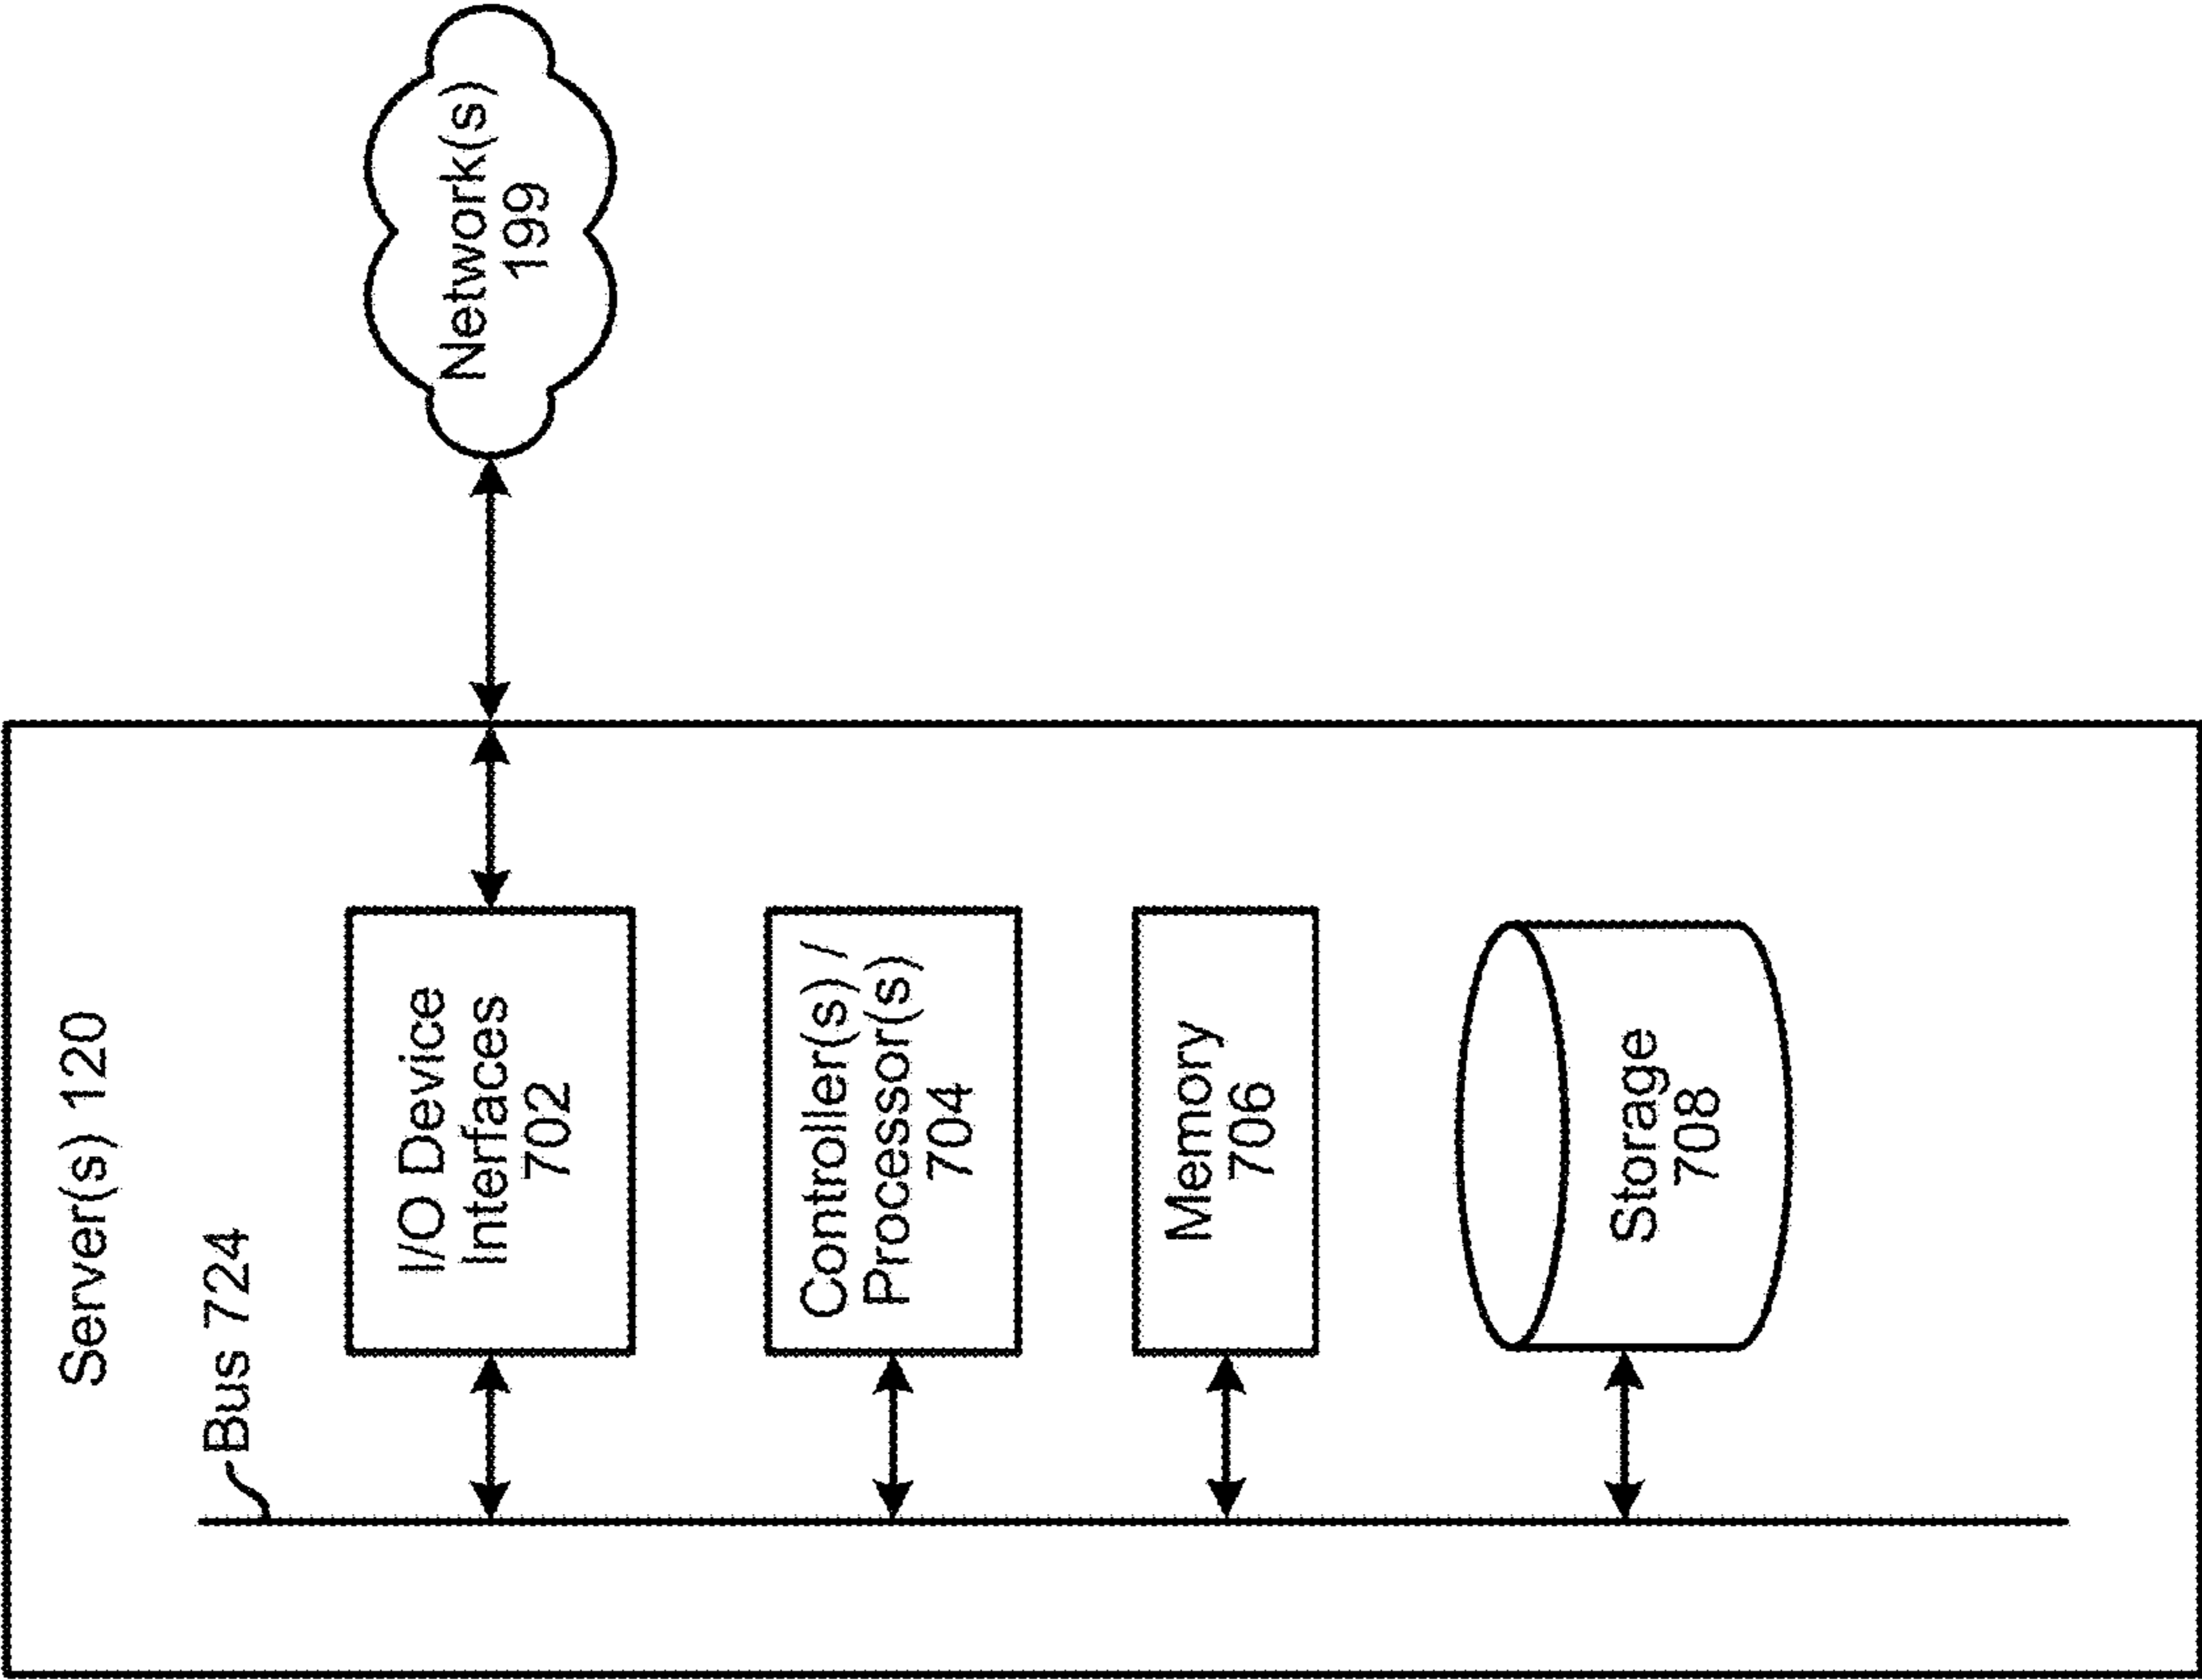 Server(s) 120
Bus 724
I/O Device
Interfaces
702
Network(s)
199
Controller(s) /
Processor(s)
704
Memory
706
Storage
708